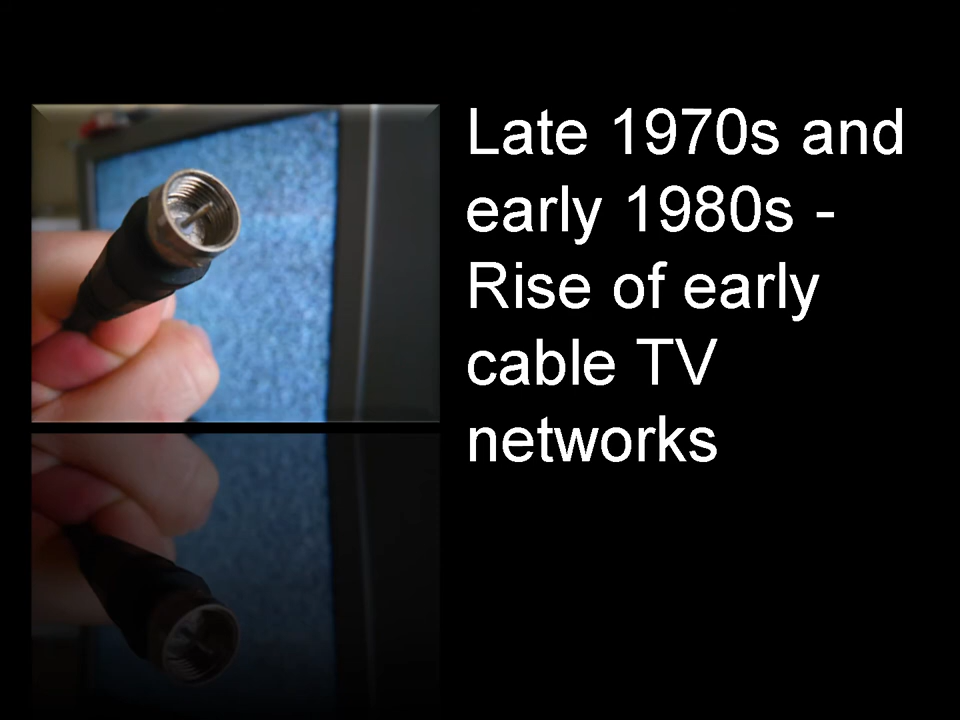 Late 1970s and
early 1980s -
Rise of early
cable TV
networks